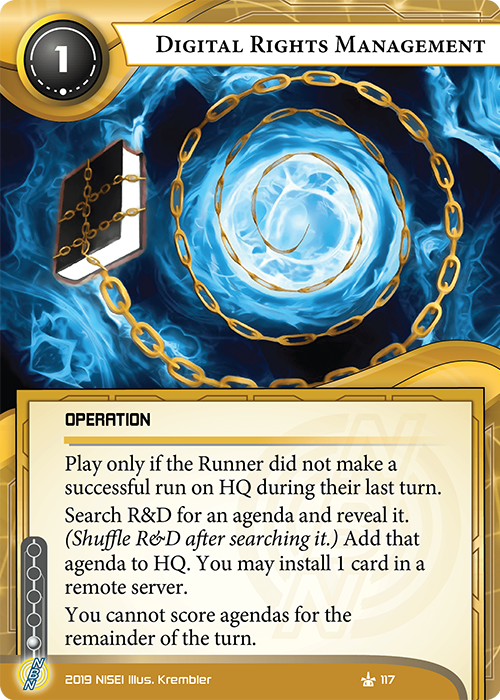 1
DIGITAL RIGHTS MANAGEMENT
OPERATION
Play only if the Runner did not make a
successful run on HQ during their last turn.
Search R&D for an agenda and reveal it.
(Shuffle R&D after searching it.) Add that
agenda to HQ. You may install 1 card in a
remote server.
You cannot score agendas for the
remainder of the turn.
NBN
2019 NISEI Illus. Krembler
117